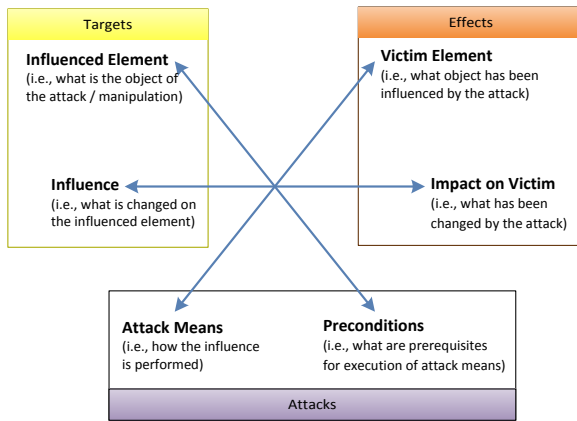 Targets
Influenced Element
(i.e., what is the object of
the attack / manipulation)
Influence
(i.e., what is changed on
the influenced element)
Effects
Victim Element
(i.e., what object has been
influenced by the attack)
Impact on Victim
(i.e., what has been
changed by the attack)
Attack Means
(i.e., how the influence
is performed)
Preconditions
(i.e., what are prerequisites
for execution of attack means)
Attacks